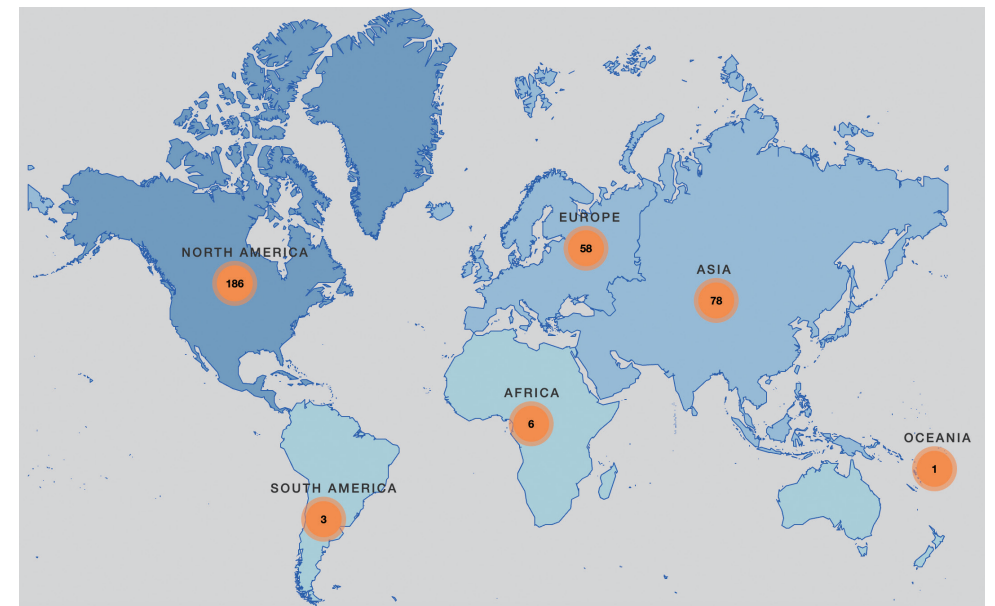 EUROPE
58
NORTH AMERICA
186
ASIA
78
AFRICA
6
OCEANIA
1
SOUTH AMERICA
3